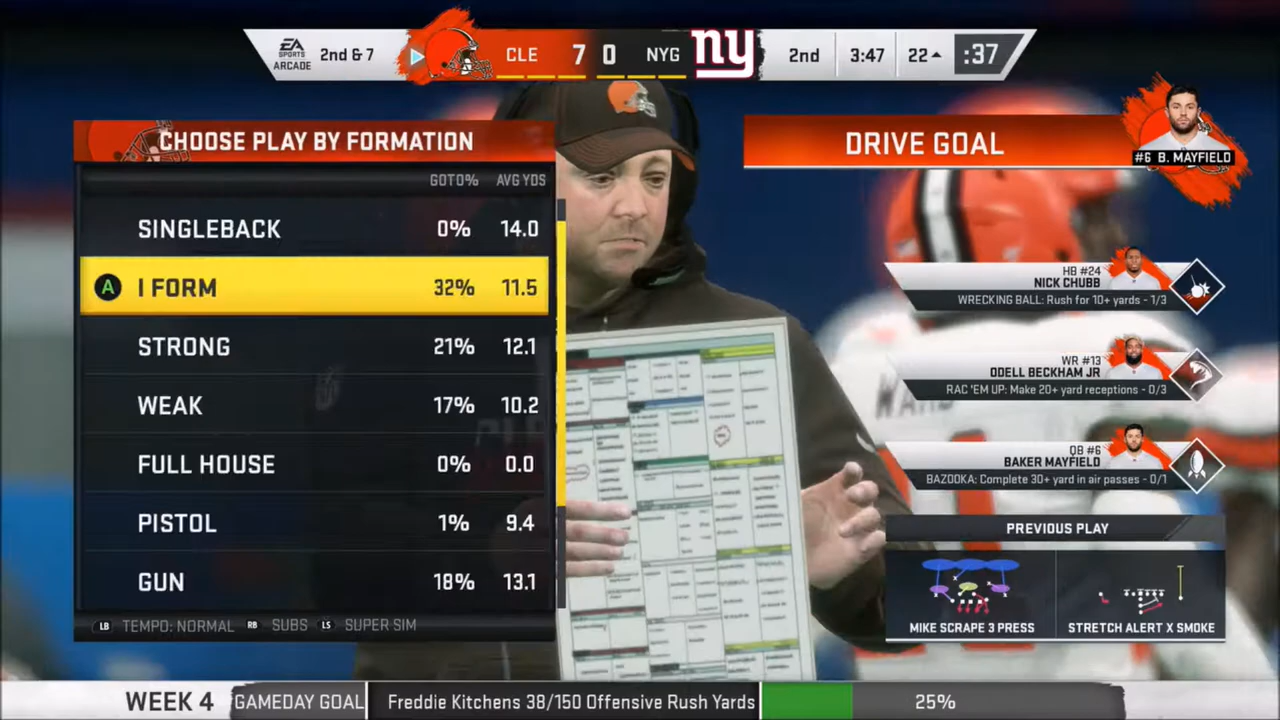 EA SPORTS ARCADE 2nd & 7 CLE 7 0 NYG ny 2nd 3:47 22 :37
CHOOSE PLAY BY FORMATION
GOTO% AVG YDS
SINGLEBACK 0% 14.0
A I FORM 32% 11.5
STRONG 21% 12.1
WEAK 17% 10.2
FULL HOUSE 0% 0.0
PISTOL 1% 9.4
GUN 18% 13.1
LB TEMPO: NORMAL RB SUBS LS SUPER SIM
DRIVE GOAL
#6 B. MAYFIELD
HB #24
NICK CHUBB
WRECKING BALL: Rush for 10+ yards - 1/3
WR #13
ODELL BECKHAM JR
RAC 'EM UP: Make 20+ yard receptions - 0/3
QB #6
BAKER MAYFIELD
BAZOOKA: Complete 30+ yard in air passes - 0/1
PREVIOUS PLAY
MIKE SCRAPE 3 PRESS STRETCH ALERT X SMOKE
WEEK 4 GAMEDAY GOAL Freddie Kitchens 38/150 Offensive Rush Yards 25%